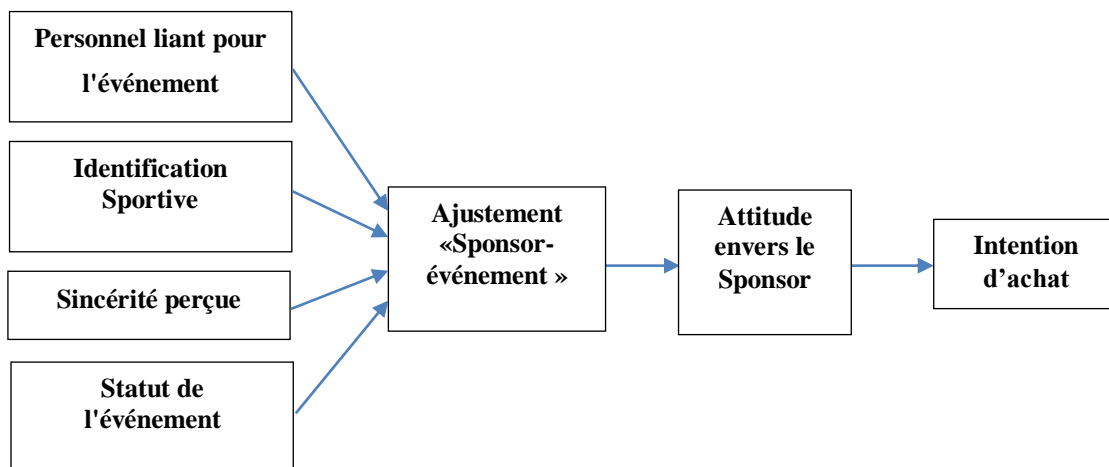 Personnel liant pour
l'événement
Identification
Sportive
Sincérité perçue
Statut de
l'événement
Ajustement
«Sponsor-
événement »
Attitude
envers le
Sponsor
Intention
d’achat